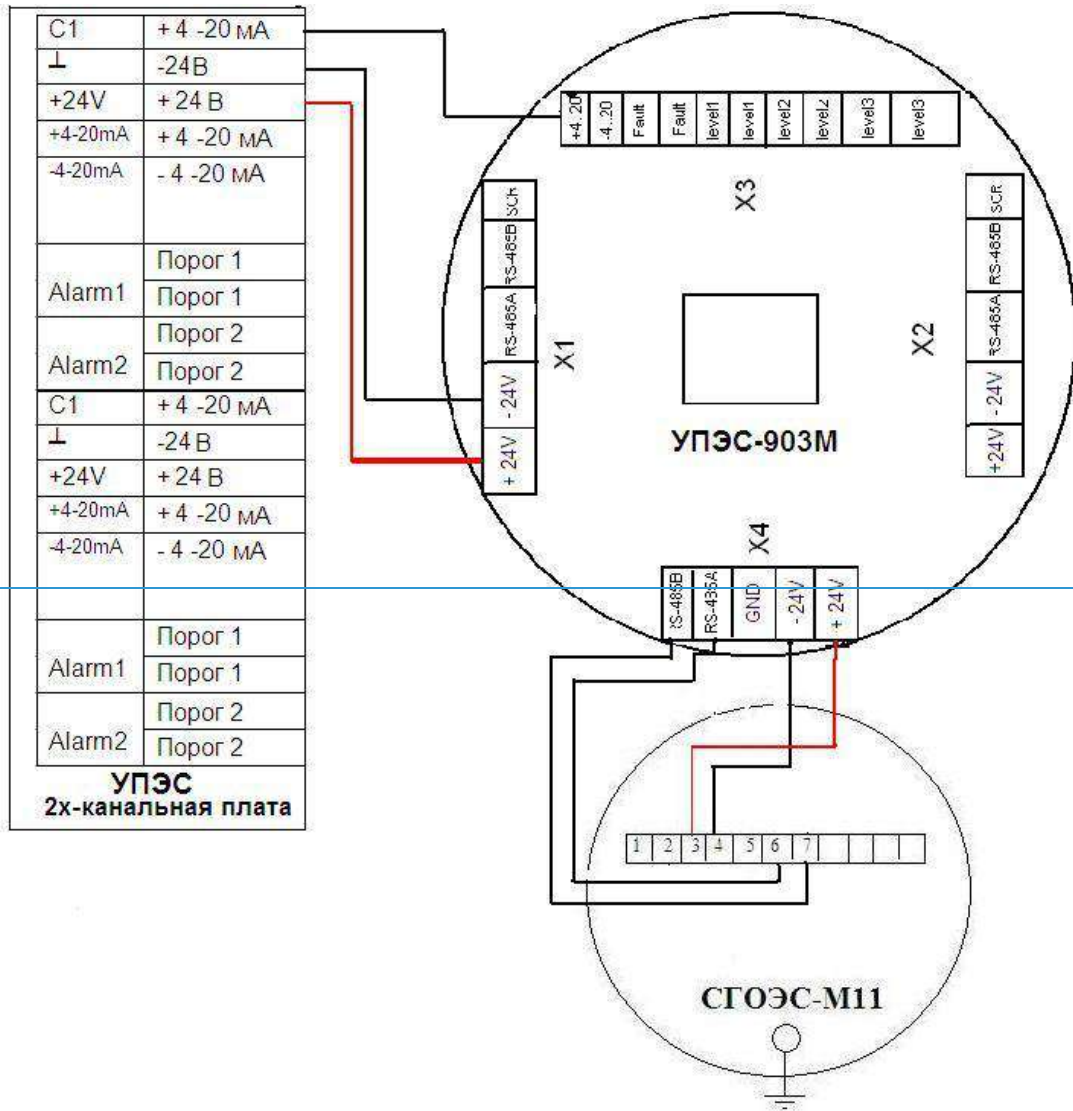 C1 +4 -20 мА
⊥ -24В
+24V +24 В
+4-20mA +4 -20 мА
-4-20mA - 4 -20 мА
Alarm1 Порог 1
Порог 1
Alarm2 Порог 2
Порог 2
C1 +4 -20 мА
⊥ -24 В
+24V +24 В
+4-20mA +4 -20 мА
-4-20mA - 4 -20 мА
Alarm1 Порог 1
Порог 1
Alarm2 Порог 2
Порог 2
УПЭС
2х-канальная плата
+4..20 -4..20 Fault Fault level1 level1 level2 level2 level3 level3
X3
SCR RS-485B RS-485A - 24V + 24V
X1
УПЭС-903М
X2
SCR RS-485B RS-485A - 24V +24V
X4
RS-485B RS-485A GND - 24V + 24V
1 2 3 4 5 6 7
СГОЭС-М11